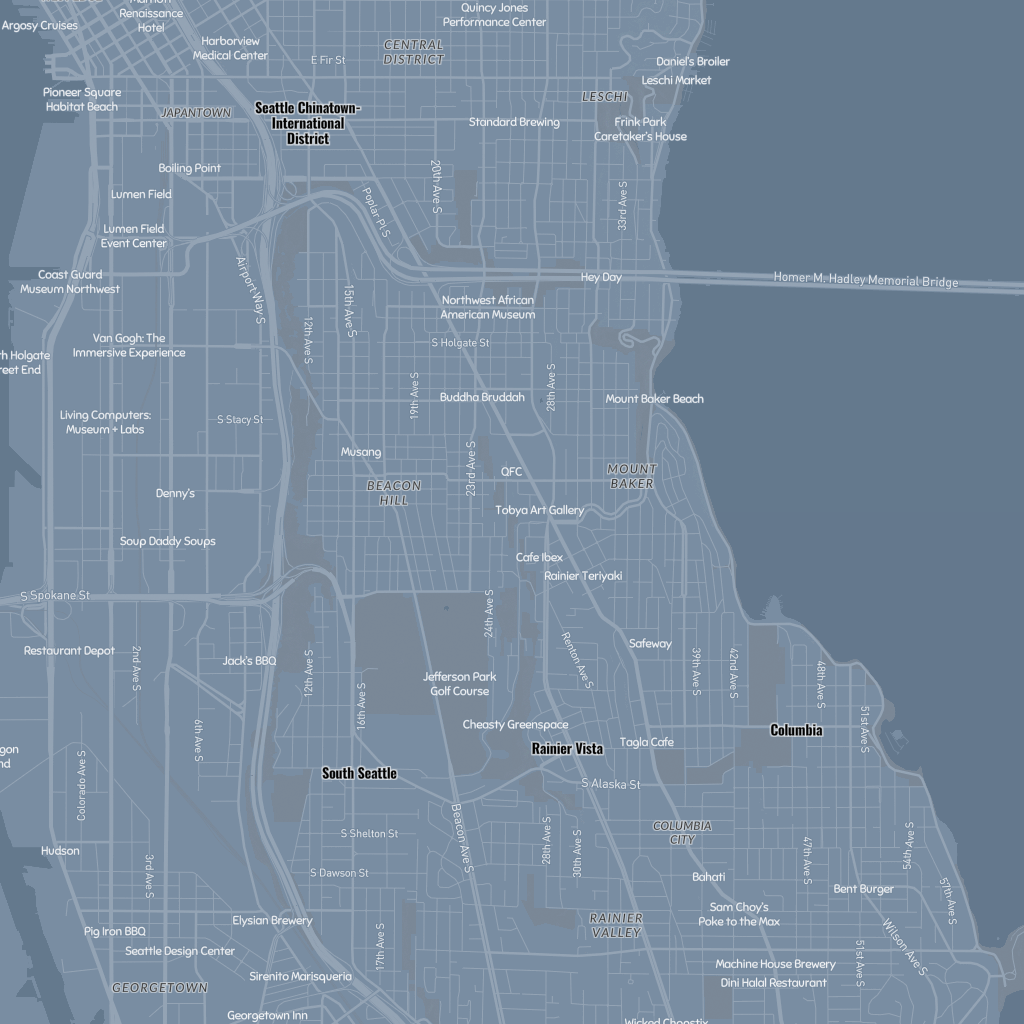 Marriott
Renaissance
Hotel
Argosy Cruises
Quincy Jones
Performance Center
Harborview
Medical Center
CENTRAL
DISTRICT
E Fir St
Daniel's Broiler
Leschi Market
Pioneer Square
Habitat Beach
JAPANTOWN
Seattle Chinatown-
International
District
LESCHI
Standard Brewing
Frink Park
Caretaker's House
Boiling Point
20th Ave S
Lumen Field
Poplar Pl S
33rd Ave S
Lumen Field
Event Center
Coast Guard
Museum Northwest
Airport Way S
Hey Day
Homer M. Hadley Memorial Bridge
15th Ave S
Northwest African
American Museum
12th Ave S
Van Gogh: The
Immersive Experience
S Holgate St
th Holgate
reet End
19th Ave S
Buddha Bruddah
28th Ave S
Mount Baker Beach
Living Computers:
Museum + Labs
S Stacy St
Musang
23rd Ave S
QFC
MOUNT
BAKER
BEACON
HILL
Denny's
Tobya Art Gallery
Soup Daddy Soups
Cafe Ibex
Rainier Teriyaki
S Spokane St
24th Ave S
Restaurant Depot
2nd Ave S
Jack's BBQ
12th Ave S
Renton Ave S
Safeway
39th Ave S
42nd Ave S
48th Ave S
16th Ave S
Jefferson Park
Golf Course
6th Ave S
Cheasty Greenspace
51st Ave S
Columbia
gon
nd
Rainier Vista
Tagla Cafe
South Seattle
Colorado Ave S
S Alaska St
Beacon Ave S
S Shelton St
28th Ave S
30th Ave S
COLUMBIA
CITY
47th Ave S
54th Ave S
Hudson
3rd Ave S
S Dawson St
Bahati
Bent Burger
57th Ave S
Sam Choy's
Poke to the Max
Elysian Brewery
RAINIER
VALLEY
Pig Iron BBQ
Seattle Design Center
17th Ave S
Wilson Ave S
51st Ave S
Machine House Brewery
Sirenito Marisqueria
Dini Halal Restaurant
GEORGETOWN
Georgetown Inn
Wicked Chopstix